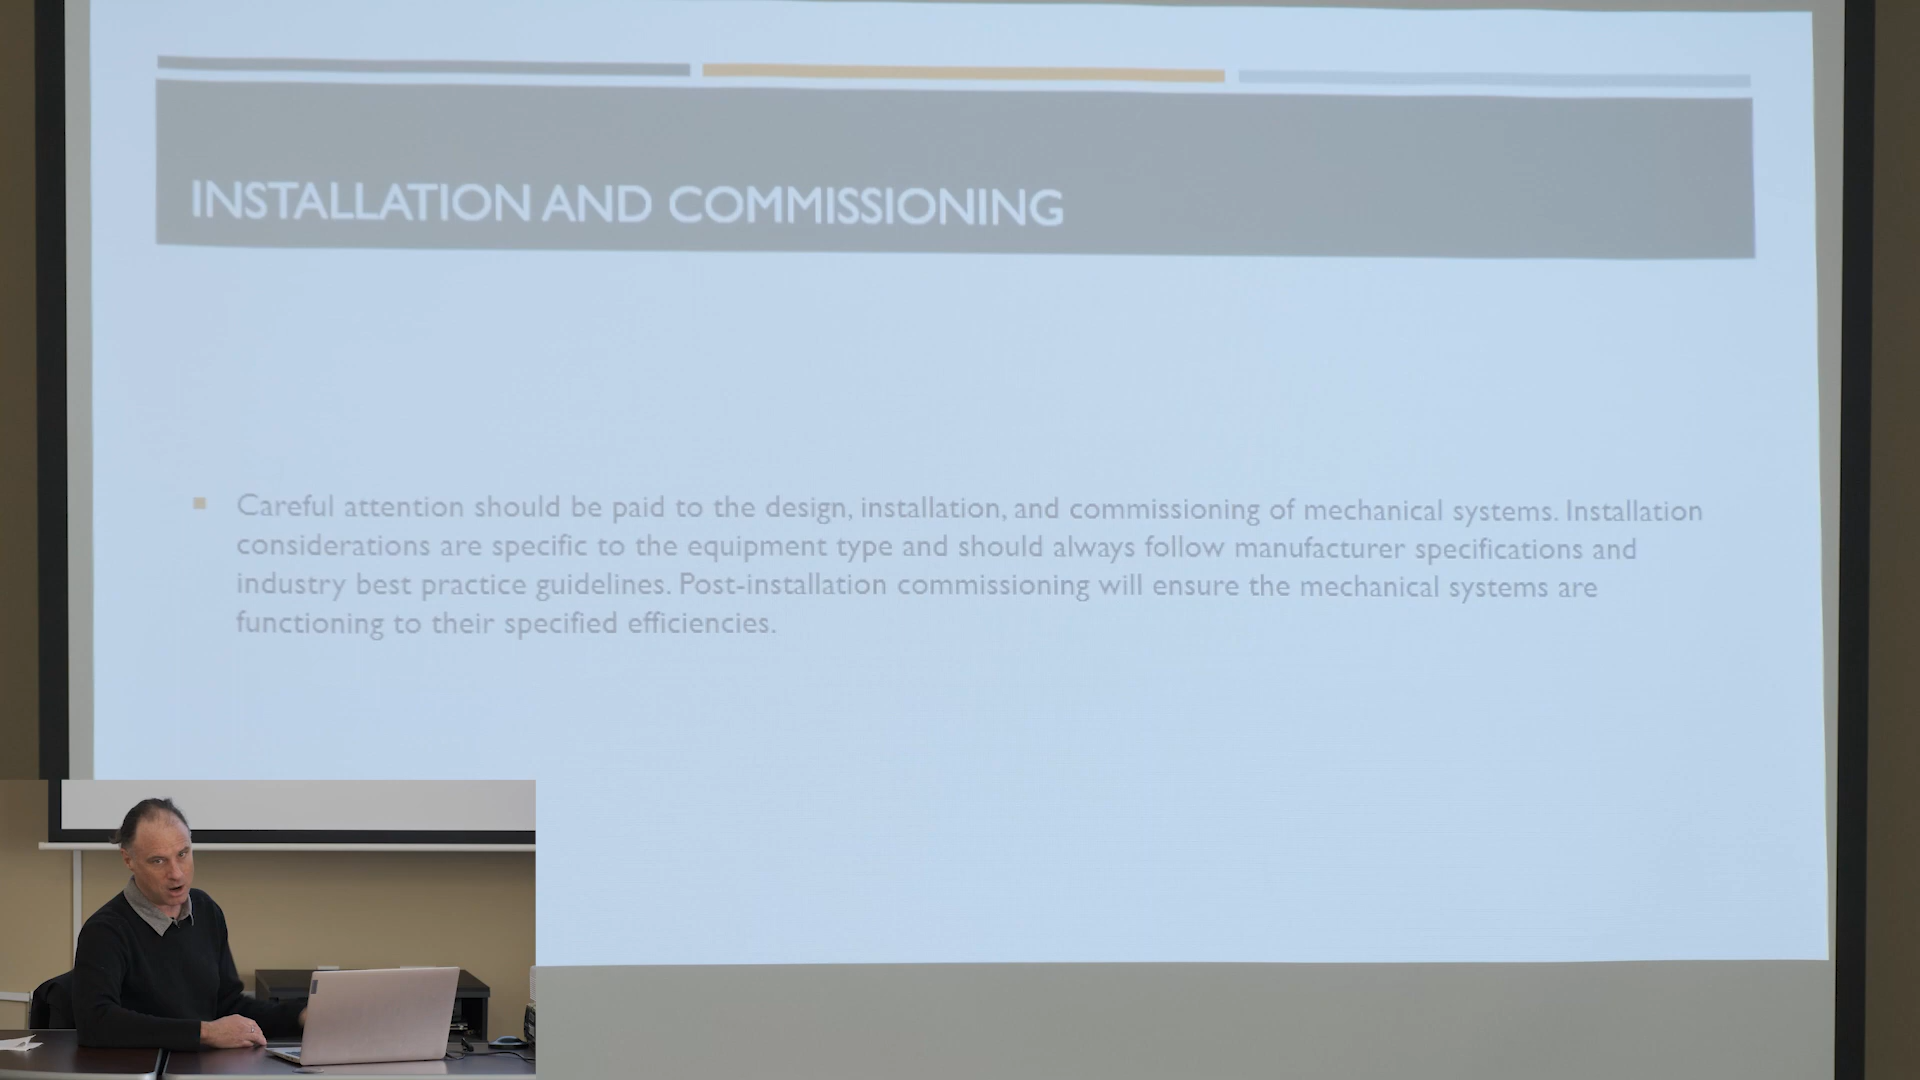 INSTALLATION AND COMMISSIONING
Careful attention should be paid to the design, installation, and commissioning of mechanical systems. Installation
considerations are specific to the equipment type and should always follow manufacturer specifications and
industry best practice guidelines. Post-installation commissioning will ensure the mechanical systems are
functioning to their specified efficiencies.